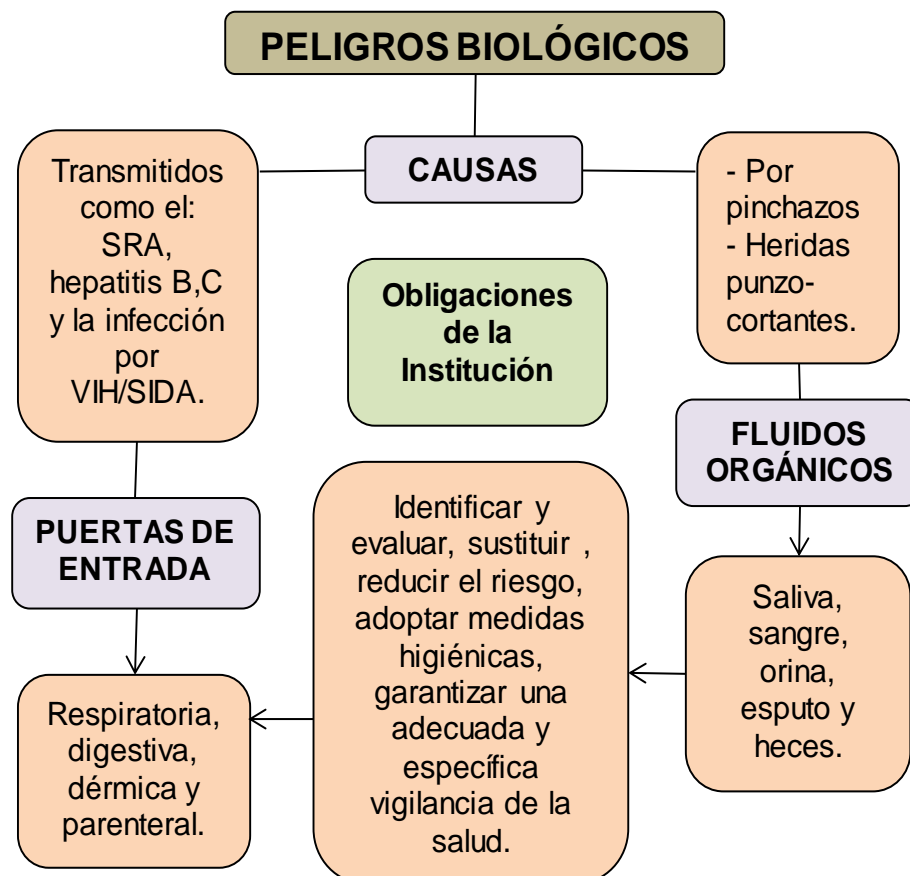 PELIGROS BIOLÓGICOS
CAUSAS
Transmitidos
como el:
SRA,
hepatitis B,C
y la infección
por
VIH/SIDA.
- Por
pinchazos
- Heridas
punzo-
cortantes.
Obligaciones
de la
Institución
FLUIDOS
ORGÁNICOS
PUERTAS DE
ENTRADA
Identificar y
evaluar, sustituir ,
reducir el riesgo,
adoptar medidas
higiénicas,
garantizar una
adecuada y
específica
vigilancia de la
salud.
Saliva,
sangre,
orina,
esputo y
heces.
Respiratoria,
digestiva,
dérmica y
parenteral.